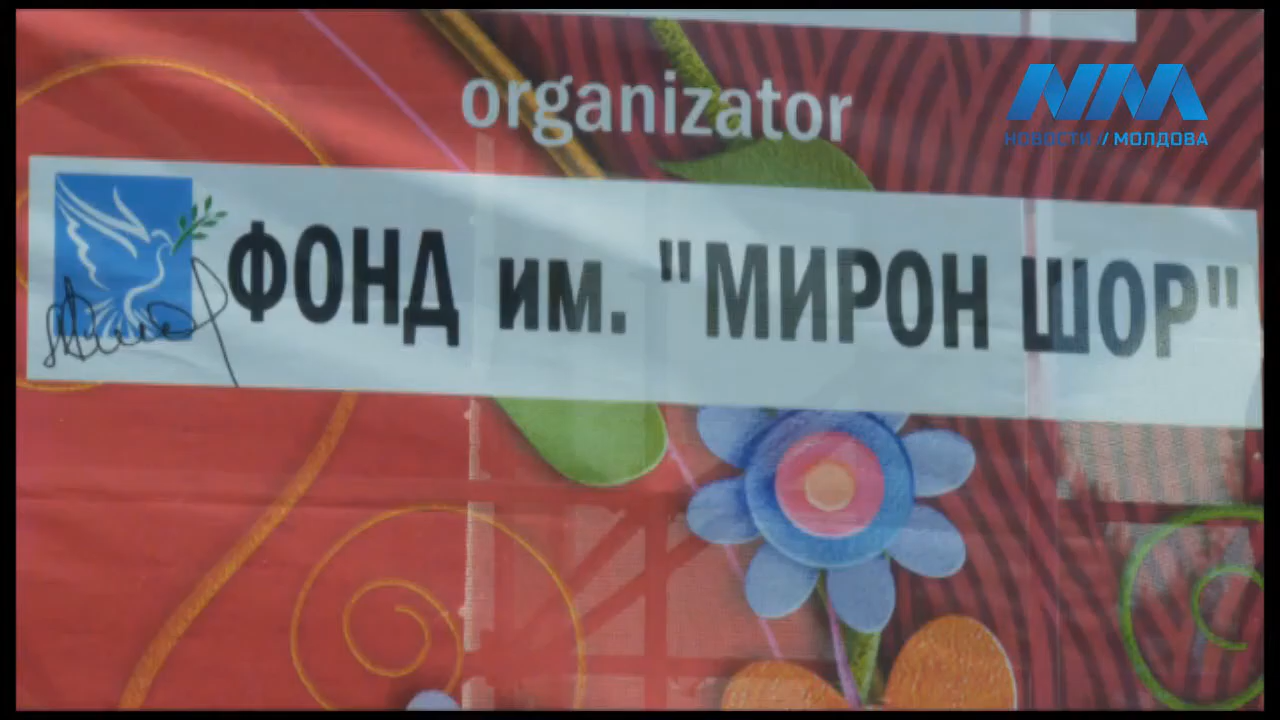 organizator
НОВОСТИ // МОЛДОВА
ФОНД им. "МИРОН ШОР"